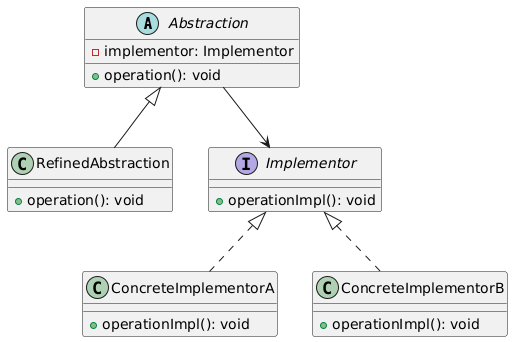 A Abstraction
implementor: Implementor
operation(): void
C RefinedAbstraction
operation(): void
I Implementor
operationImpl(): void
C ConcreteImplementorA
operationImpl(): void
C ConcreteImplementorB
operationImpl(): void